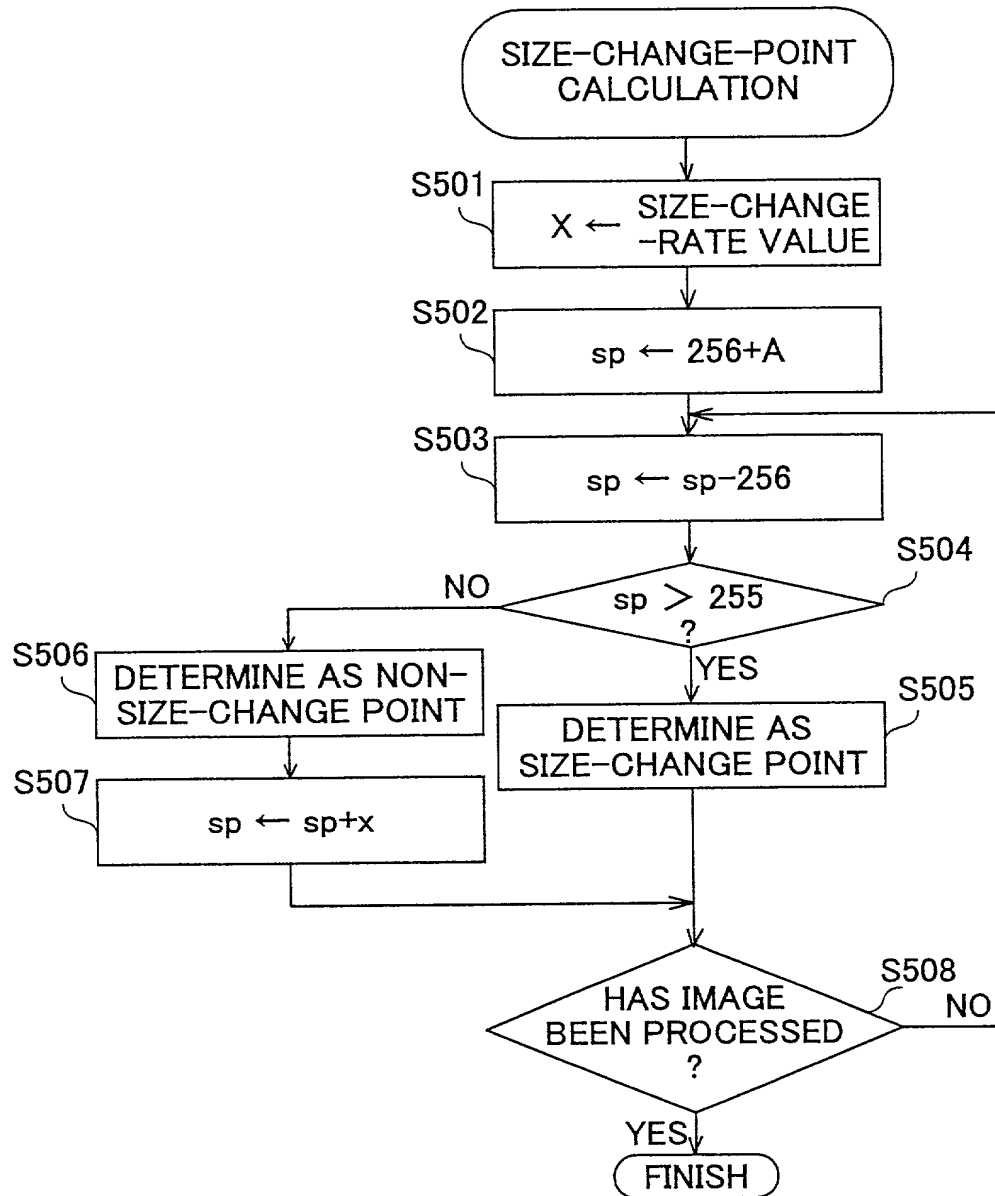 SIZE-CHANGE-POINT
CALCULATION
S501
X ← SIZE-CHANGE
-RATE VALUE
S502
sp ← 256+A
S503
sp ← sp-256
S504
sp > 255
?
NO
YES
S506
DETERMINE AS NON-
SIZE-CHANGE POINT
S505
DETERMINE AS
SIZE-CHANGE POINT
S507
sp ← sp+x
S508
HAS IMAGE
BEEN PROCESSED
?
NO
YES
FINISH